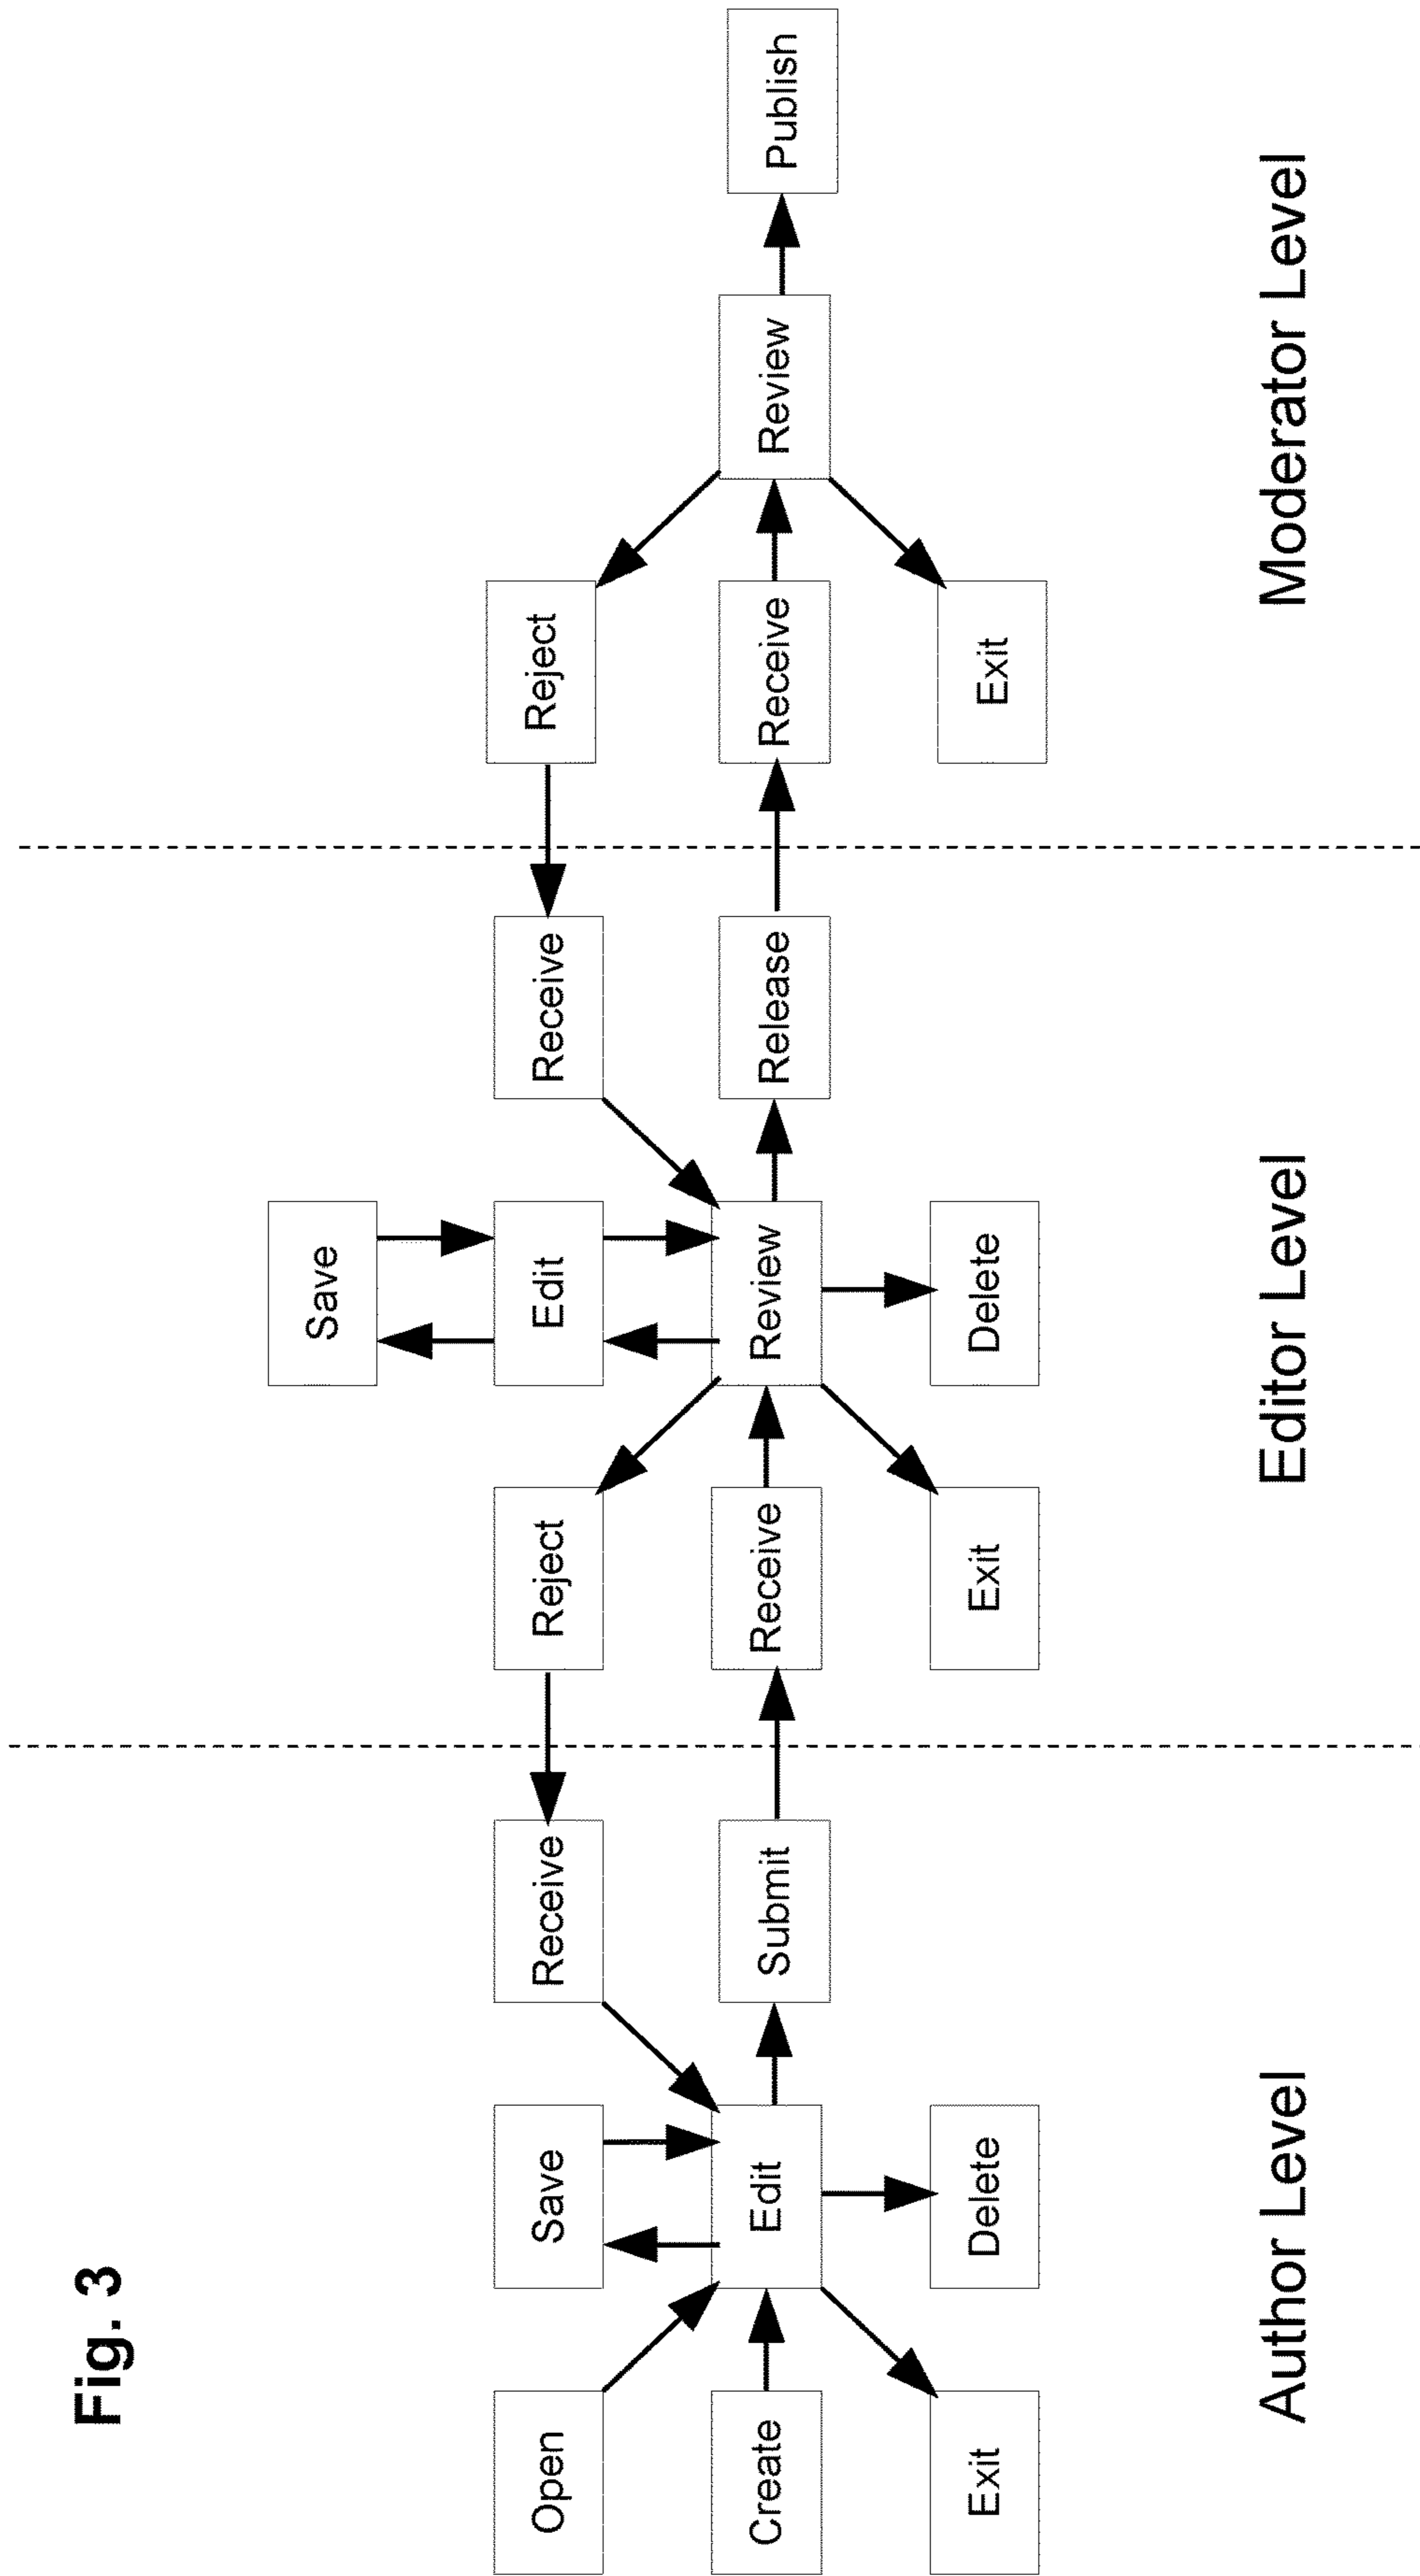 Fig. 3
Save
Open
Save
Receive
Reject
Edit
Receive
Reject
Create
Edit
Submit
Receive
Review
Release
Receive
Review
Publish
Exit
Delete
Exit
Delete
Exit
Author Level
Editor Level
Moderator Level